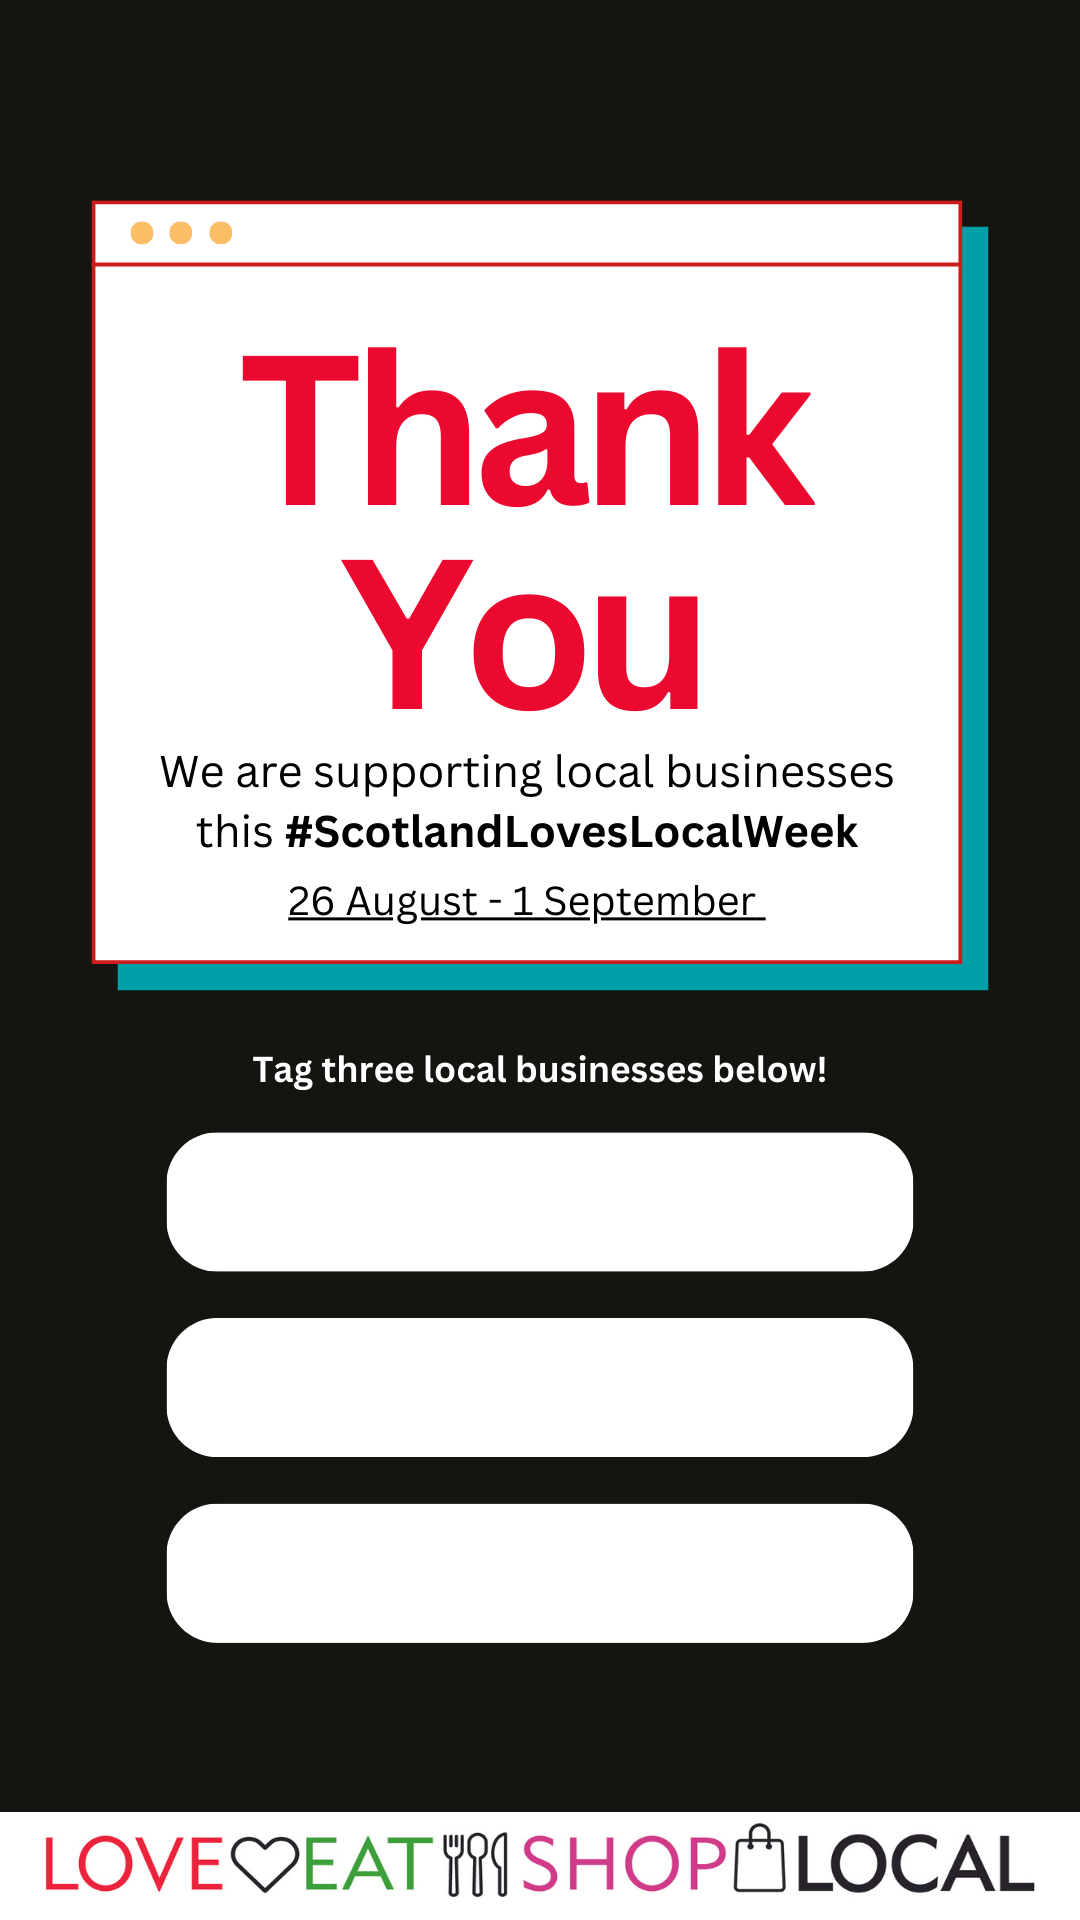 Thank
You
We are supporting local businesses
this #ScotlandLovesLocalWeek
26 August - 1 September
Tag three local businesses below!
LOVE EAT SHOP LOCAL